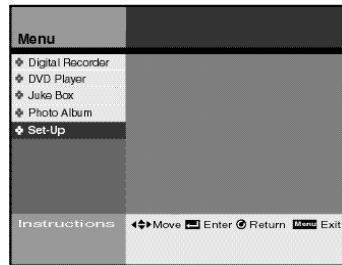 Menu
Digital Recorder
DVD Player
Juke Box
Photo Album
Set-Up
Instructions Move Enter Return Menu Exit